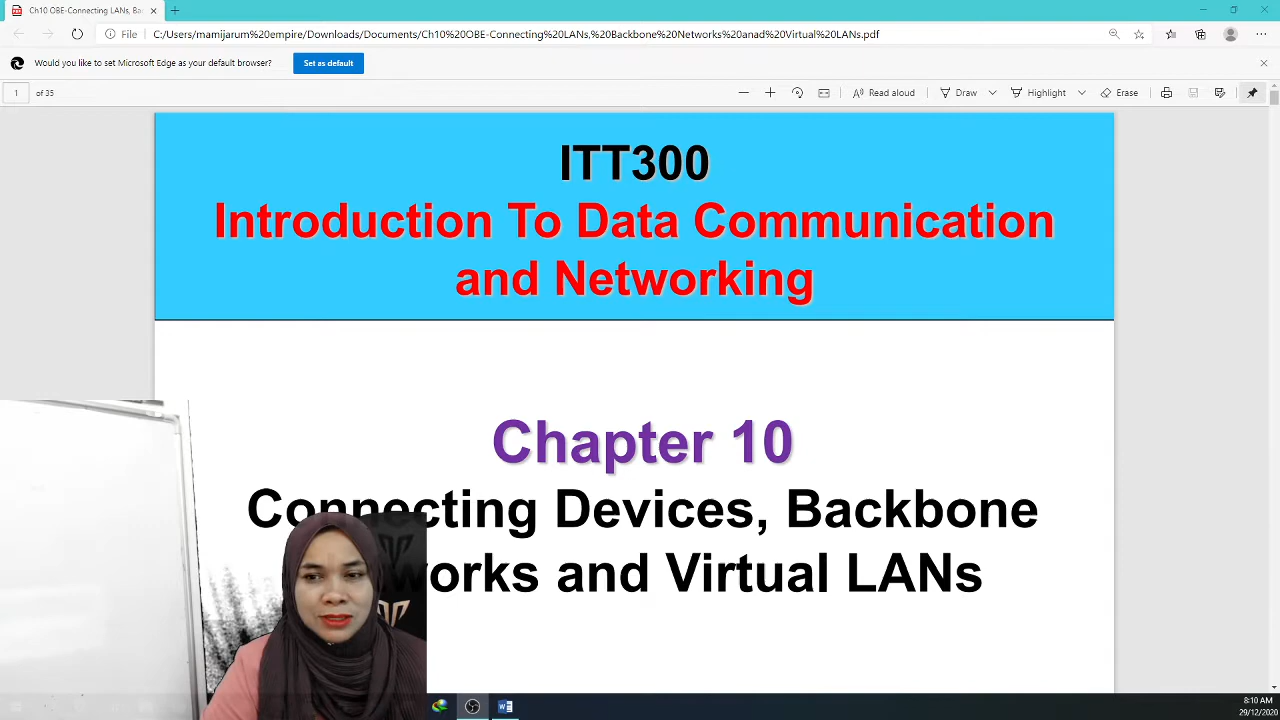 Ch10 OBE-Connecting LANs, Ba
File
C:/Users/mamijarum%20empire/Downloads/Documents/Ch10%20OBE-Connecting%20LANs,%20Backbone%20Networks%20anad%20Virtual%20LANs.pdf
Would you like to set Microsoft Edge as your default browser?
Set as default
1 of 35
Read aloud
Draw
Highlight
Erase
ITT300
Introduction To Data Communication
and Networking
Chapter 10
Connecting Devices, Backbone
works and Virtual LANs
8:10 AM
29/12/2020